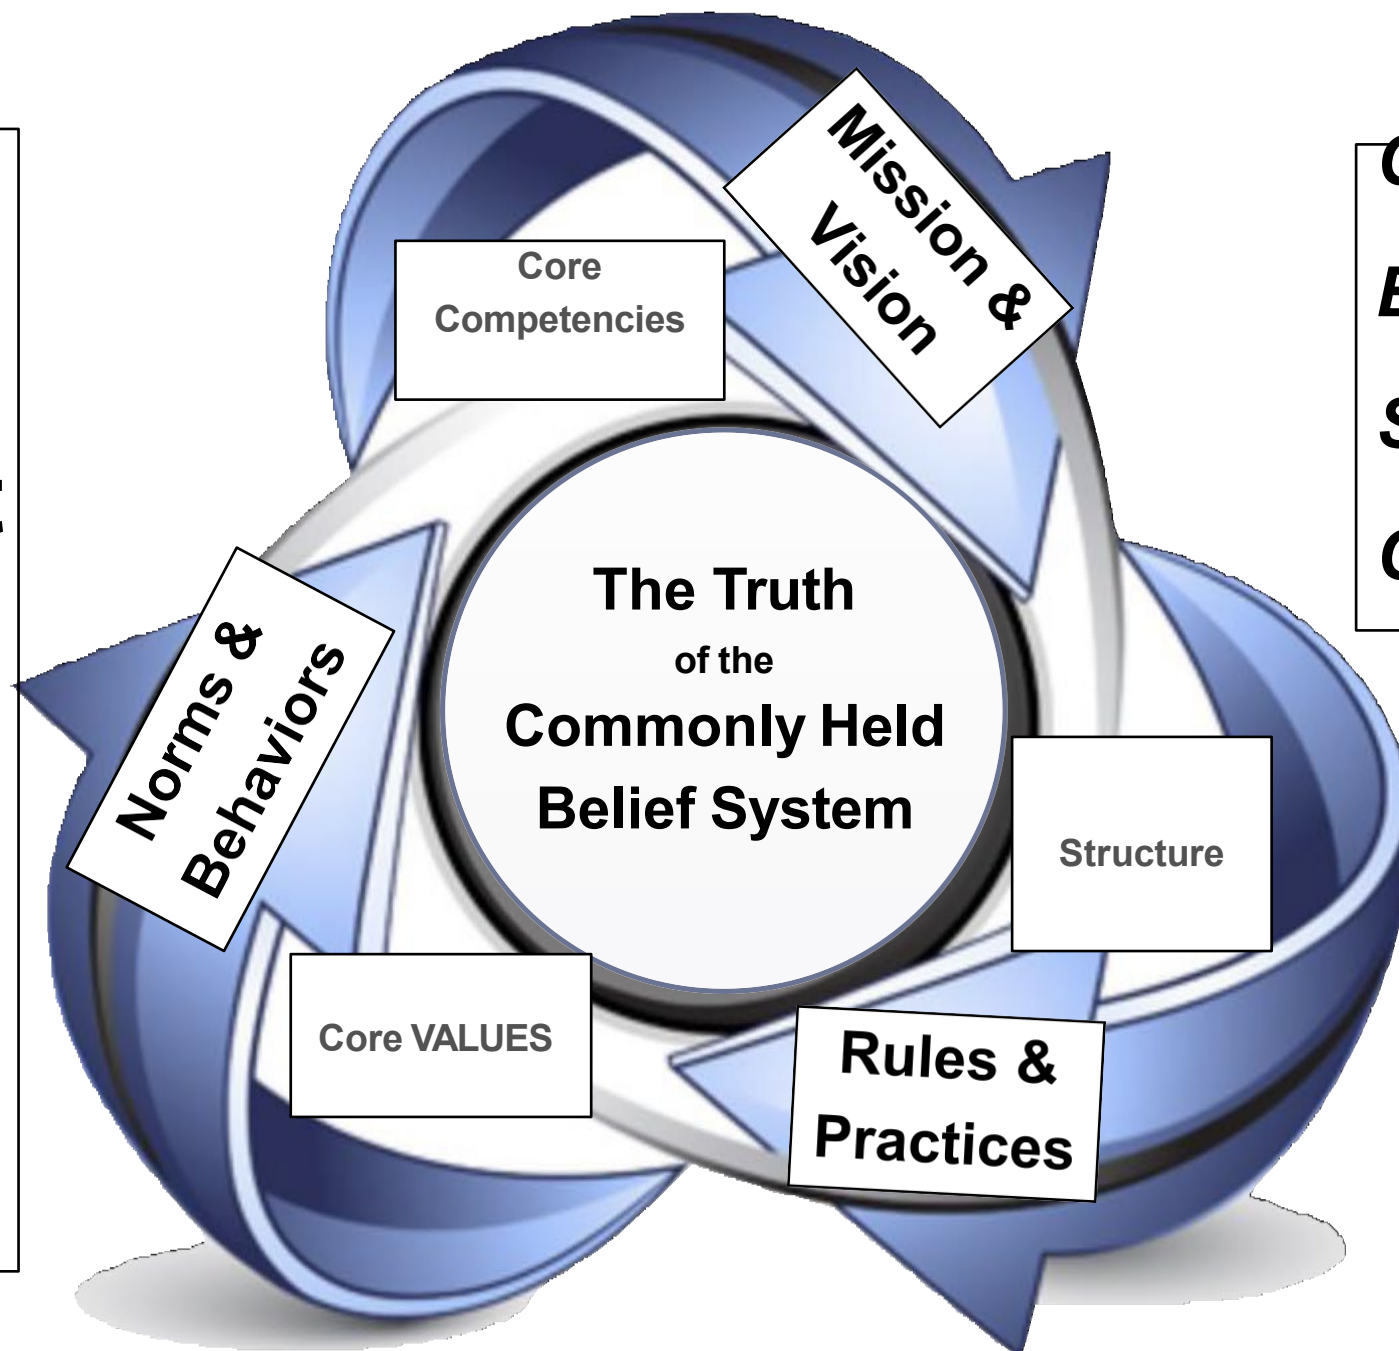 Mission &
Vision
Core
Competencies
The Truth
of the
Commonly Held
Belief System
Norms &
Behaviors
Structure
Core VALUES
Rules &
Practices